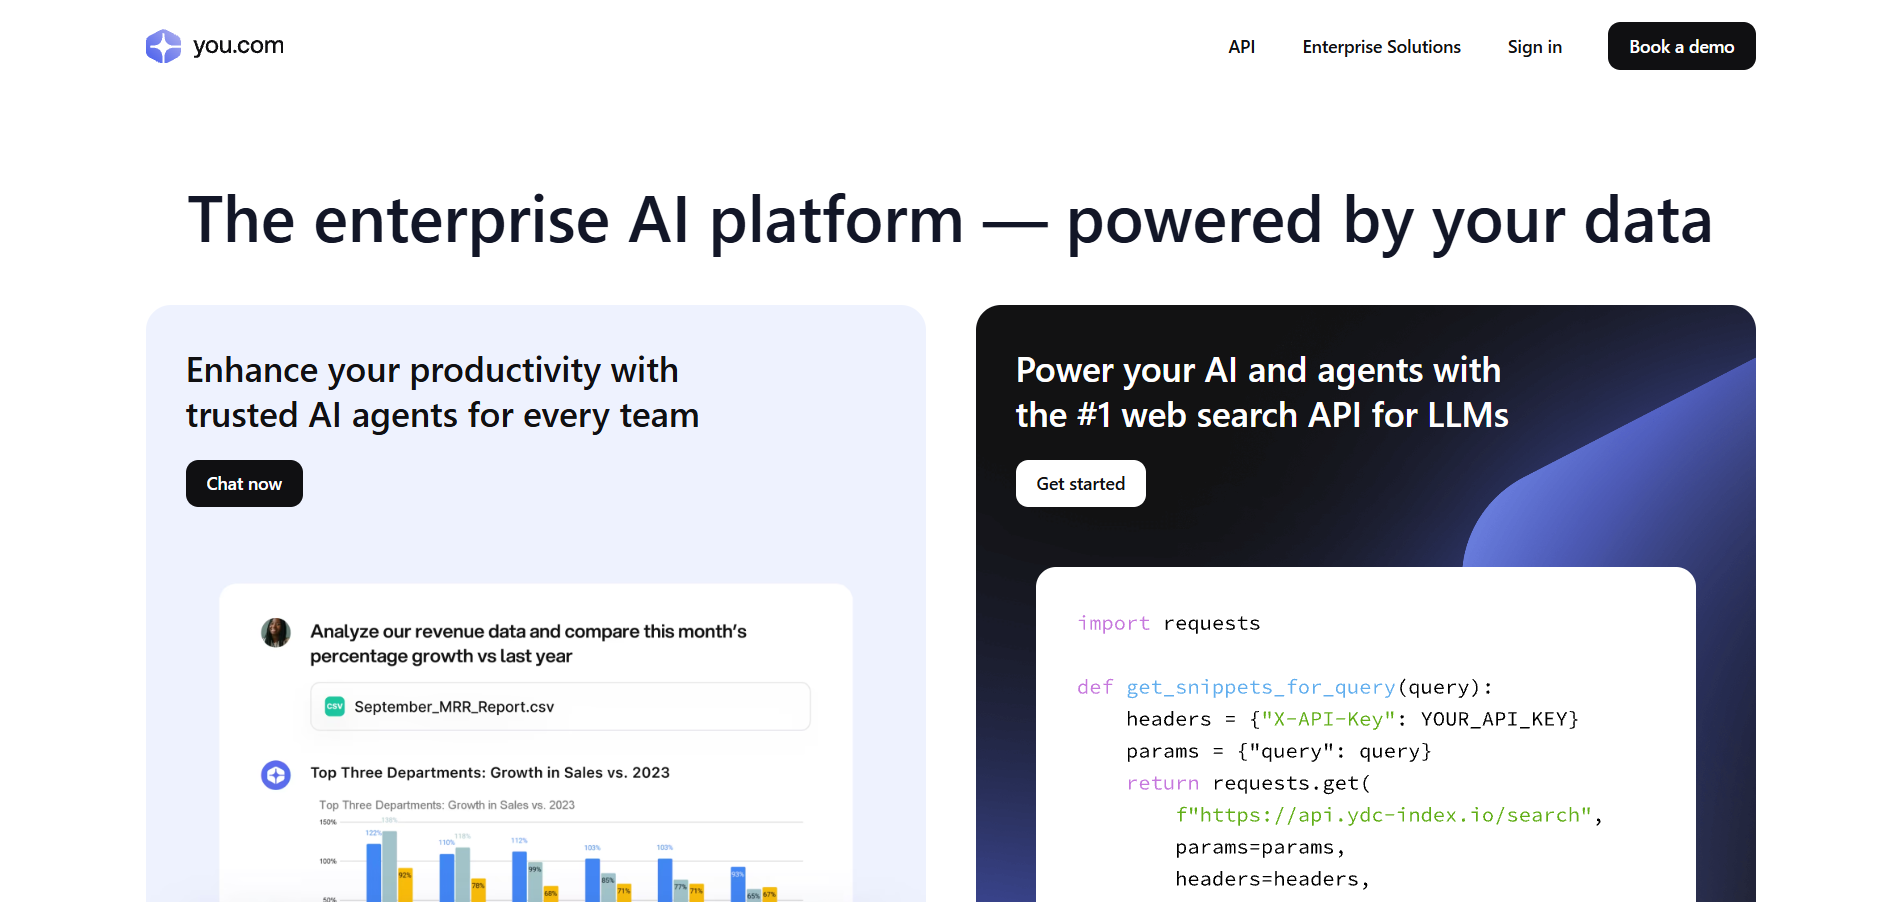 you.com
API
Enterprise Solutions
Sign in
Book a demo
The enterprise AI platform — powered by your data
Enhance your productivity with
trusted AI agents for every team
Chat now
Analyze our revenue data and compare this month's
percentage growth vs last year
CSV
September_MRR_Report.csv
Top Three Departments: Growth in Sales vs. 2023
Top Three Departments: Growth in Sales vs. 2023
150%
100%
50%
122%
138%
92%
110%
118%
78%
112%
99%
68%
103%
85%
71%
103%
77%
71%
93%
65%
67%
Power your AI and agents with
the #1 web search API for LLMs
Get started
import requests
def get_snippets_for_query(query):
headers = {"X-API-Key": YOUR_API_KEY}
params = {"query": query}
return requests.get(
f"https://api.ydc-index.io/search",
params=params,
headers=headers,